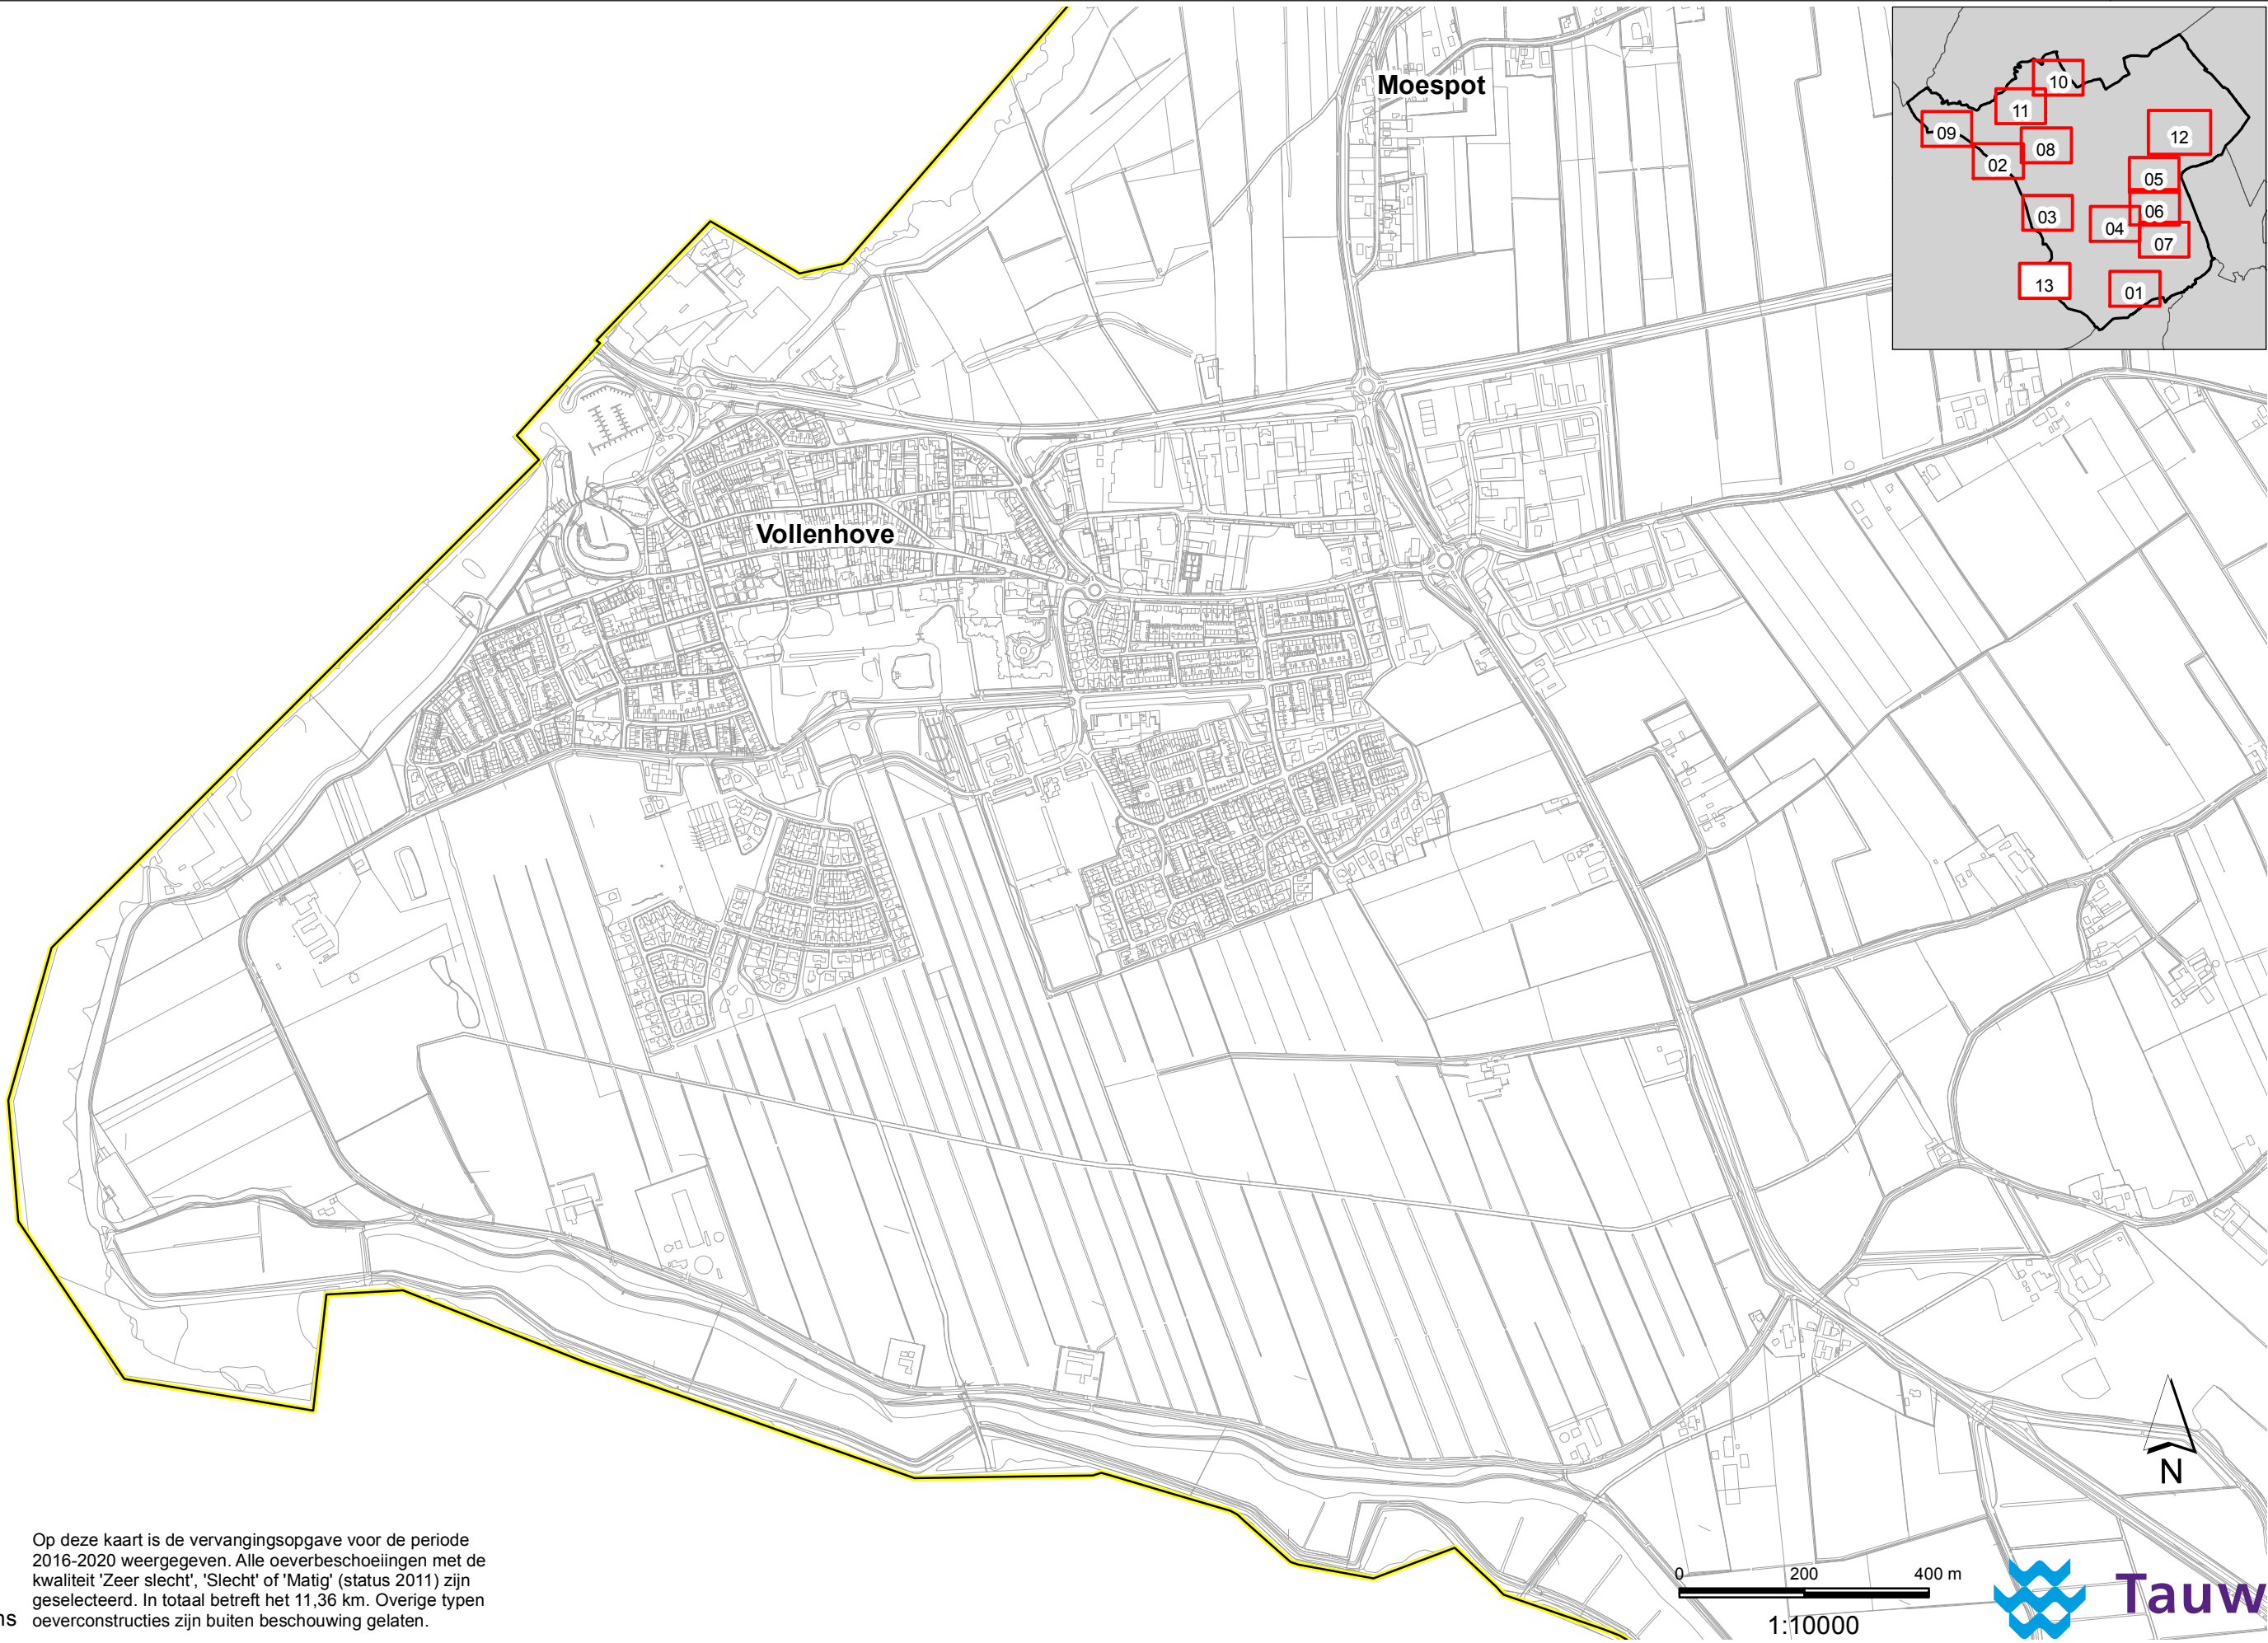 Moespot
10
11
09
12
08
02
05
03
06
04
07
13
01
Vollenhove
N
Op deze kaart is de vervangingsopgave voor de periode
2016-2020 weergegeven. Alle oeverbeschoeiingen met de
kwaliteit 'Zeer slecht', 'Slecht' of 'Matig' (status 2011) zijn
geselecteerd. In totaal betreft het 11,36 km. Overige typen
oeverconstructies zijn buiten beschouwing gelaten.
0 200 400 m
1:10000
Tauw